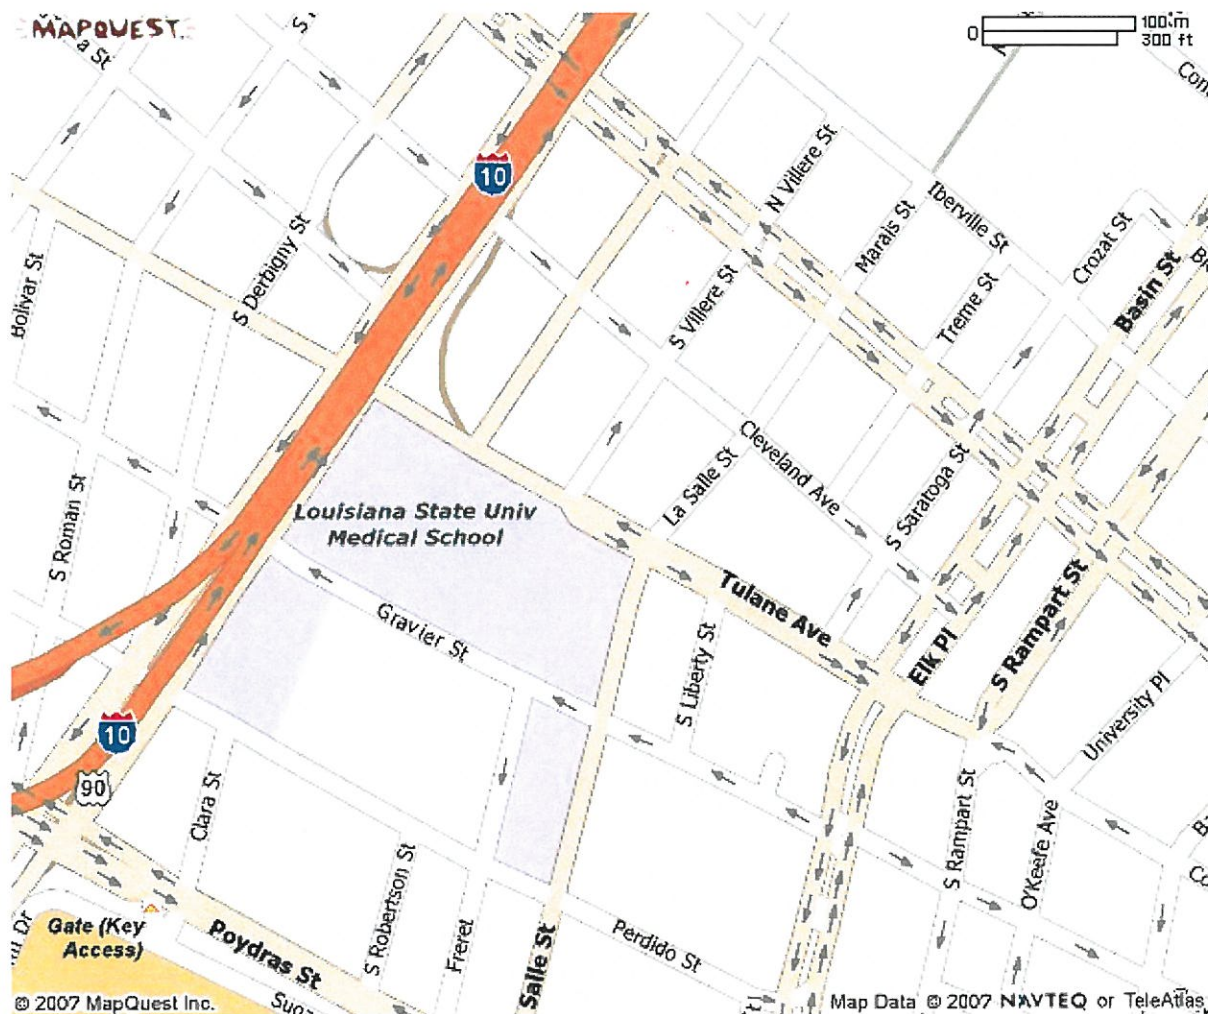 MAPQUEST
100 m
0
300 ft
a St
10
N Villere St
Iberville St
Marais St
Crozat St
Basin St
Bolivar St
S Derbigny St
S Villere St
Treme St
La Salle St
Cleveland Ave
S Saratoga St
S Roman St
Louisiana State Univ
Medical School
Tulane Ave
Gravier St
S Liberty St
Elk Pl
S Rampart St
University Pl
10
90
Clara St
S Rampart St
O'Keefe Ave
S Robertson St
Freret
Gate (Key
Access)
Poydras St
Salle St
Perdido St
© 2007 MapQuest Inc.
Map Data © 2007 NAVTEQ or TeleAtlas